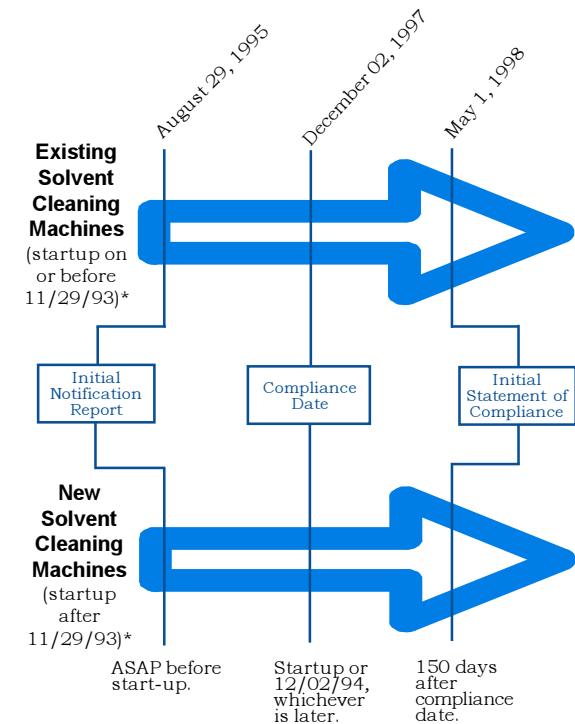 August 29, 1995
December 02, 1997
May 1, 1998
Existing
Solvent
Cleaning
Machines
(startup on
or before
11/29/93)*
Initial
Notification
Report
Compliance
Date
Initial
Statement of
Compliance
New
Solvent
Cleaning
Machines
(startup
after
11/29/93)*
ASAP before
start-up.
Startup or
12/02/94,
whichever
is later.
150 days
after
compliance
date.